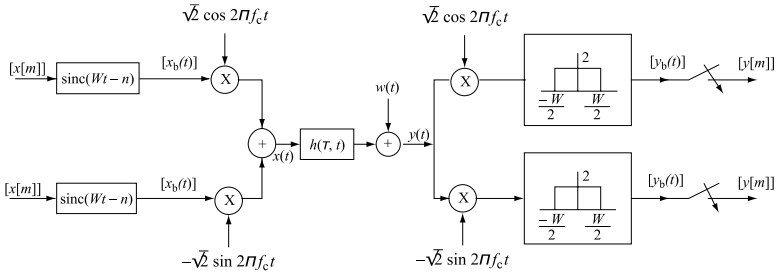 √2 cos 2Πf_c t
√2 cos 2Πf_c t
[x[m]]
sinc(Wt – n)
[x_b(t)]
X
X
2
–W/2
W/2
[y_b(t)]
[y[m]]
w(t)
+
x(t)
h(τ, t)
+
y(t)
[x[m]]
sinc(Wt – n)
[x_b(t)]
X
X
2
–W/2
W/2
[y_b(t)]
[y[m]]
–√2 sin 2Πf_c t
–√2 sin 2Πf_c t